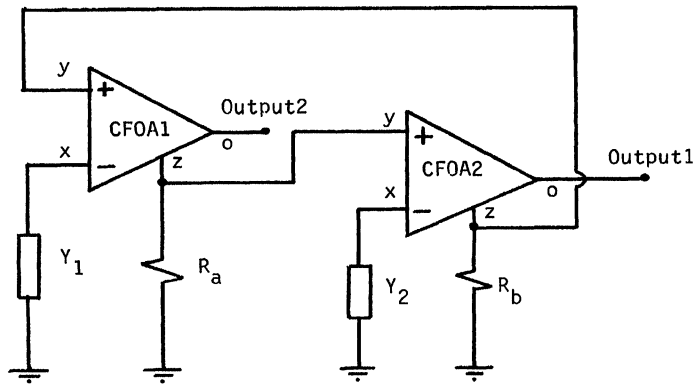 y
+
CFOA1
Output2
x
−
z
o
y
+
CFOA2
Output1
x
−
z
o
Y1
Ra
Y2
Rb